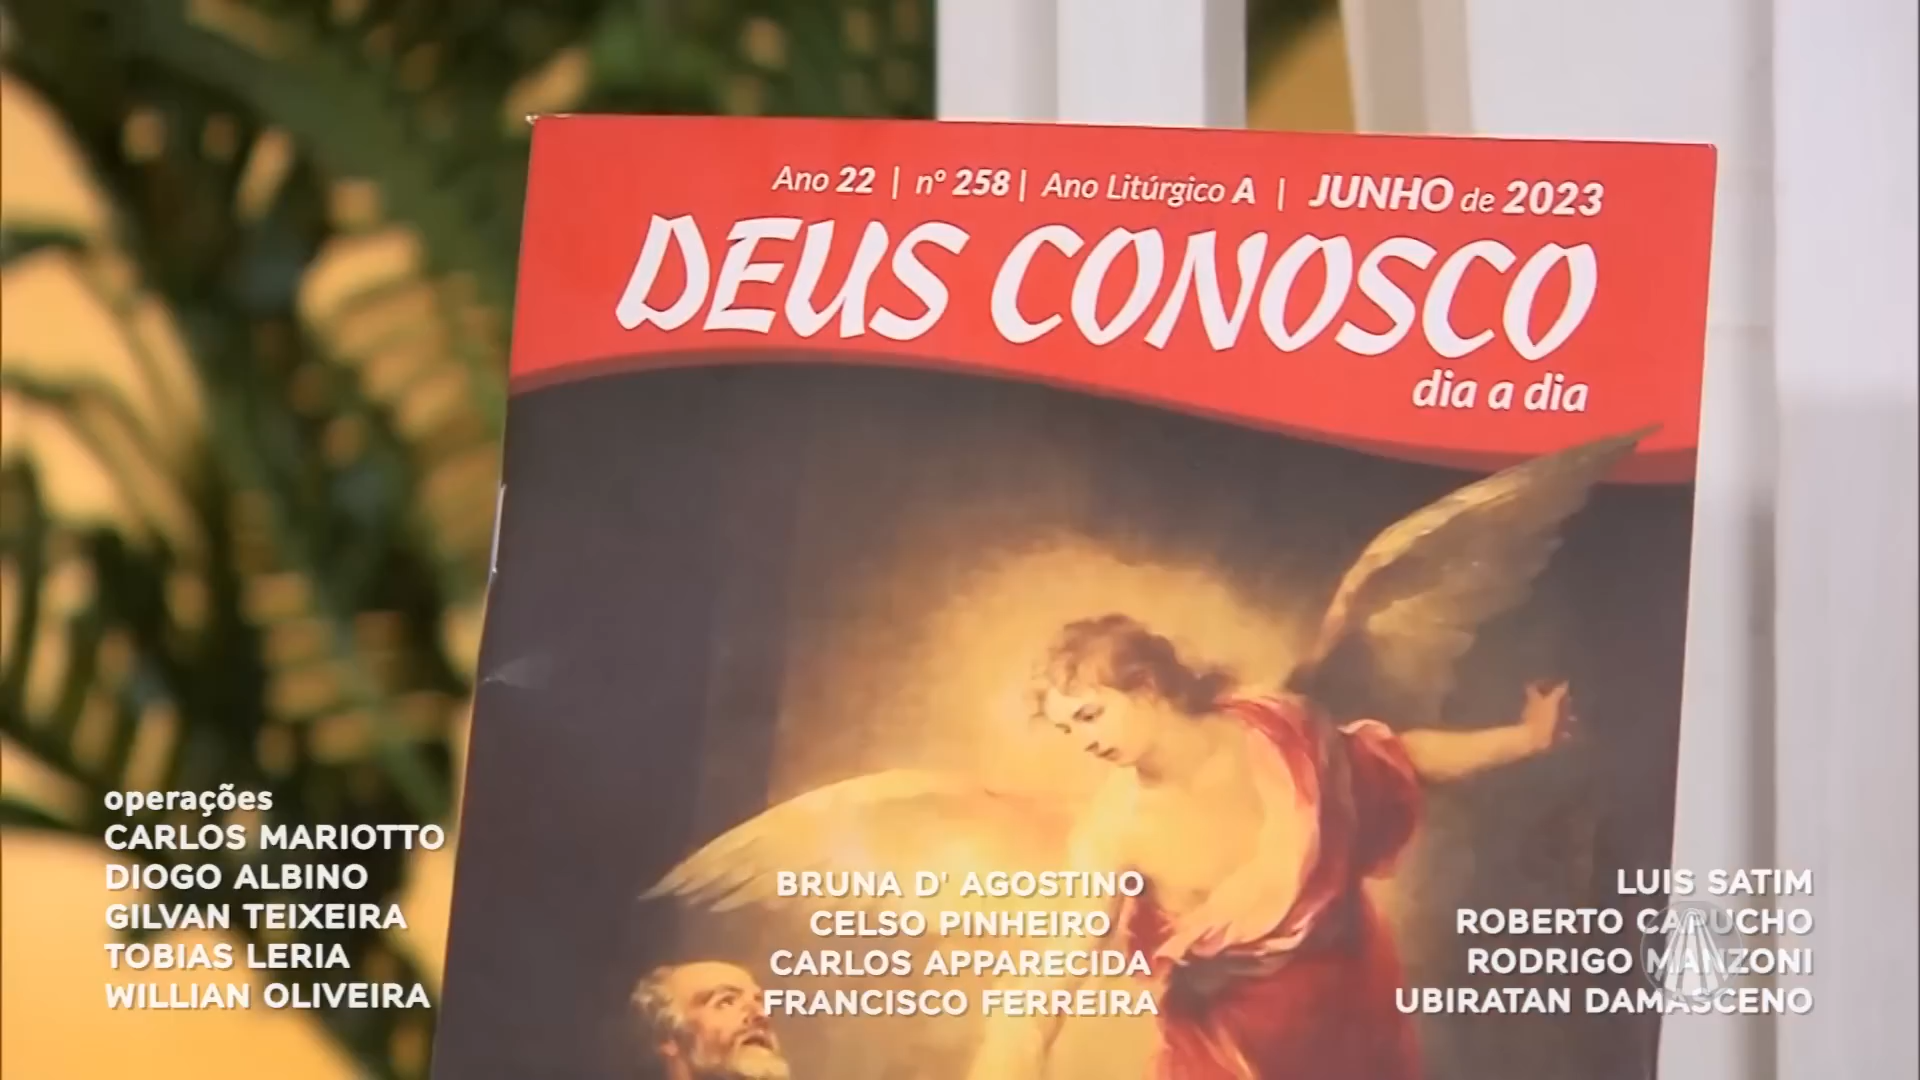 Ano 22 | nº 258 | Ano Litúrgico A | JUNHO de 2023
DEUS CONOSCO
dia a dia
operações
CARLOS MARIOTTO
DIOGO ALBINO
GILVAN TEIXEIRA
TOBIAS LERIA
WILLIAN OLIVEIRA
BRUNA D' AGOSTINO
CELSO PINHEIRO
CARLOS APPARECIDA
FRANCISCO FERREIRA
LUIS SATIM
ROBERTO CAPUCHO
RODRIGO MANZONI
UBIRATAN DAMASCENO